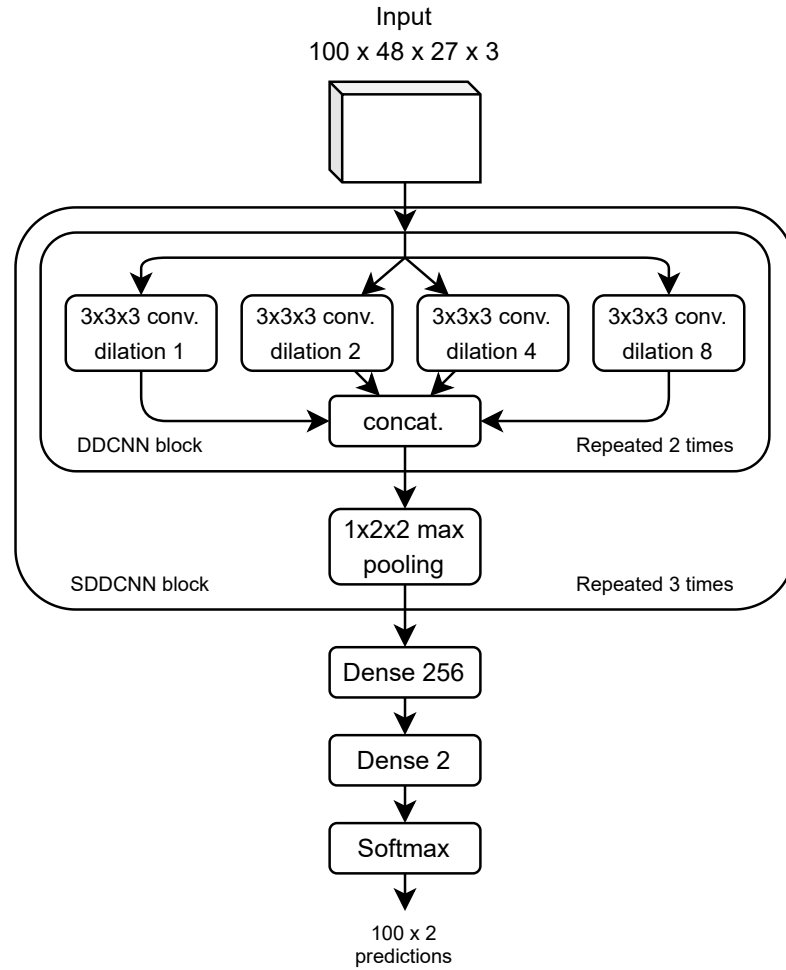 Input
100 x 48 x 27 x 3
3x3x3 conv.
dilation 1
3x3x3 conv.
dilation 2
3x3x3 conv.
dilation 4
3x3x3 conv.
dilation 8
concat.
DDCNN block
Repeated 2 times
1x2x2 max
pooling
SDDCNN block
Repeated 3 times
Dense 256
Dense 2
Softmax
100 x 2
predictions